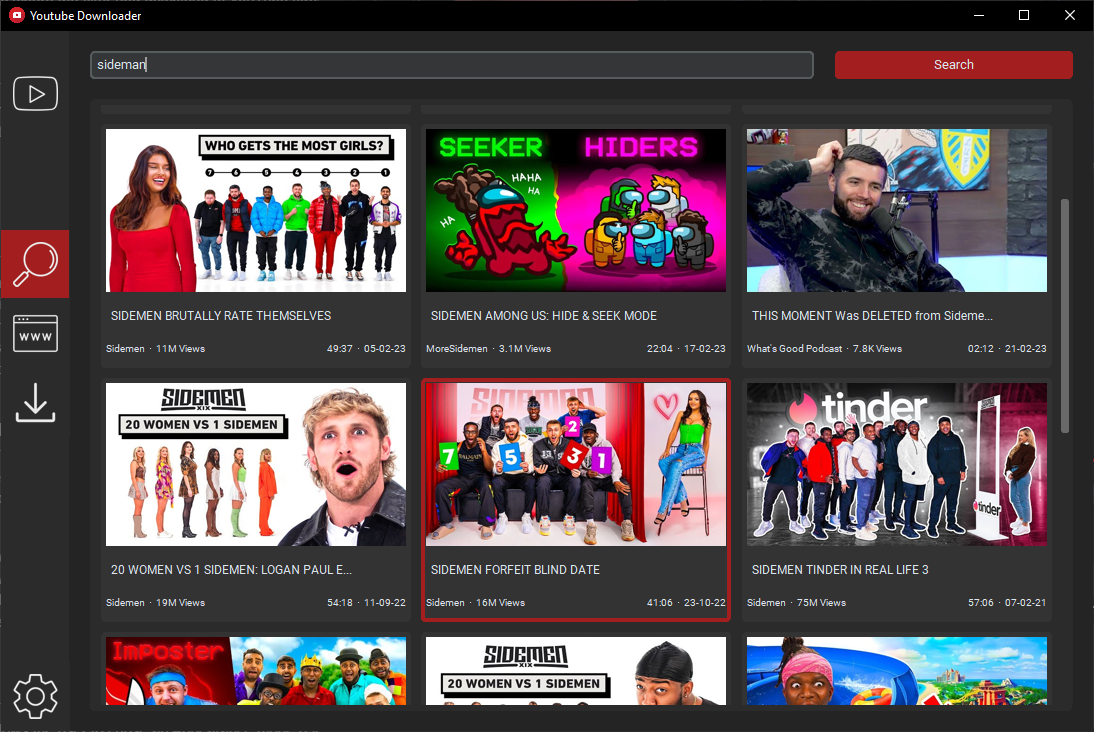 Youtube Downloader
sideman
Search
WHO GETS THE MOST GIRLS?
7 6 5 4 3 2 1
SIDEMEN BRUTALLY RATE THEMSELVES
Sidemen · 11M Views
49:37 · 05-02-23
SEEKER
HIDERS
HAHA
HA
HA
SIDEMEN AMONG US: HIDE & SEEK MODE
MoreSidemen · 3.1M Views
22:04 · 17-02-23
THIS MOMENT Was DELETED from Sideme...
What's Good Podcast · 7.8K Views
02:12 · 21-02-23
WWW
SIDEMEN
XIX
20 WOMEN VS 1 SIDEMEN
20 WOMEN VS 1 SIDEMEN: LOGAN PAUL E...
Sidemen · 19M Views
54:18 · 11-09-22
SIDEMEN
7 5 2 3 1
SIDEMEN FORFEIT BLIND DATE
Sidemen · 16M Views
41:06 · 23-10-22
tinder
tinder
SIDEMEN TINDER IN REAL LIFE 3
Sidemen · 75M Views
57:06 · 07-02-21
Imposter
SIDEMEN
XIX
20 WOMEN VS 1 SIDEMEN